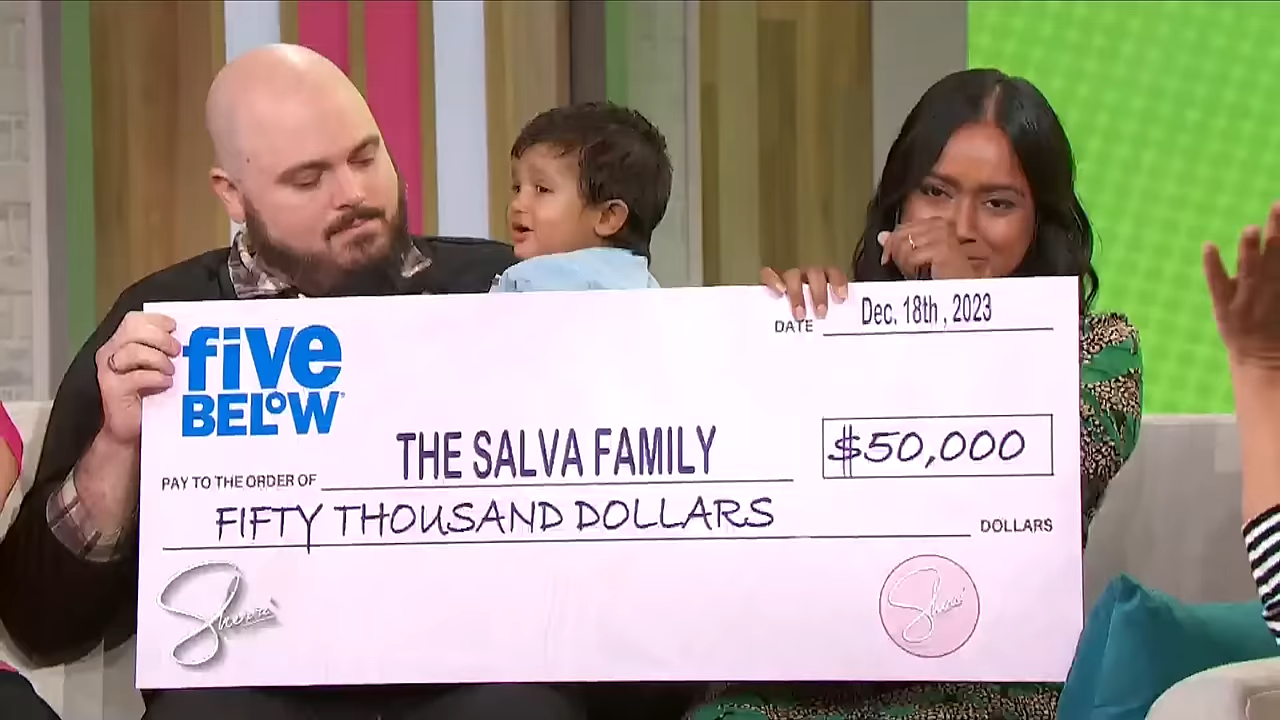 five
BELOW
DATE Dec. 18th, 2023
THE SALVA FAMILY
$50,000
PAY TO THE ORDER OF
FIFTY THOUSAND DOLLARS
DOLLARS
Sherri
Sherri